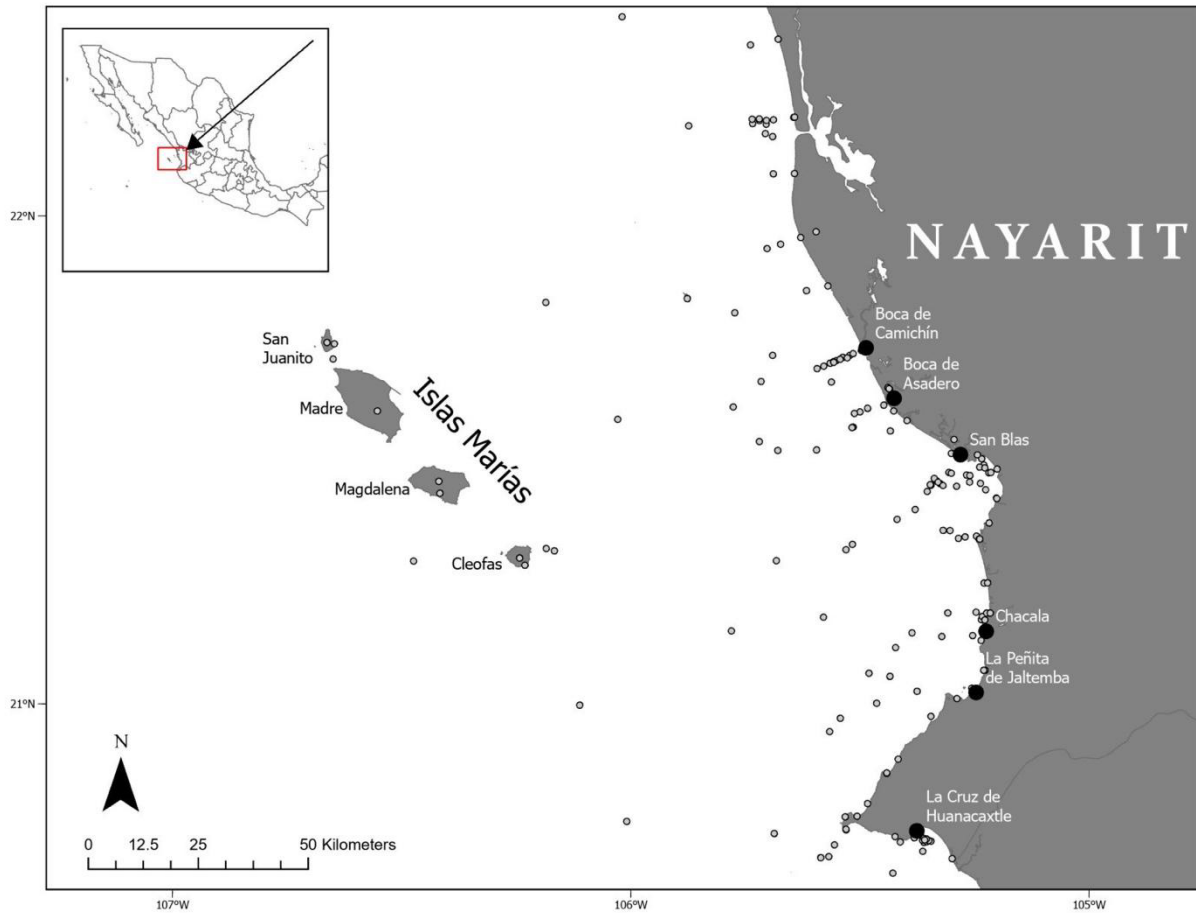 22°
NAYARIT
Boca de
Camichín
Boca de
Asadero
San
Juanito
Madre
Islas Marías
San Blas
Magdalena
Cleofas
Chacala
La Peñita
de Jaltemba
21°N
N
La Cruz de
Huanacaxtle
0 12.5 25 50 Kilometers
107°W 106°W 105°W